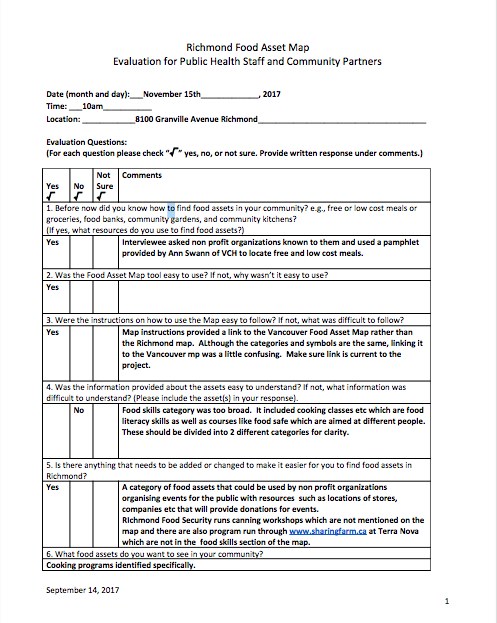 Richmond Food Asset Map
Evaluation for Public Health Staff and Community Partners
Date (month and day):___November 15th______________, 2017
Time: ___10am____________
Location: _____________8100 Granville Avenue Richmond__________________________________________
Evaluation Questions:
(For each question please check “√” yes, no, or not sure. Provide written response under comments.)
Yes √ No √ Not Sure √ Comments
1. Before now did you know how to find food assets in your community? e.g., free or low cost meals or
groceries, food banks, community gardens, and community kitchens?
(If yes, what resources do you use to find food assets?)
Yes Interviewee asked non profit organizations known to them and used a pamphlet
provided by Ann Swann of VCH to locate free and low cost meals.
2. Was the Food Asset Map tool easy to use? If not, why wasn’t it easy to use?
Yes
3. Were the instructions on how to use the Map easy to follow? If not, what was difficult to follow?
Yes Map instructions provided a link to the Vancouver Food Asset Map rather than
the Richmond map. ALthough the categories and symbols are the same, linking it
to the Vancouver mp was a little confusing. Make sure link is current to the
project.
4. Was the information provided about the assets easy to understand? If not, what information was
difficult to understand? (Please include the asset(s) in your response).
No Food skills category was too broad. It included cooking classes etc which are food
literacy skills as well as courses like food safe which are aimed at different people.
These should be divided into 2 different categories for clarity.
5. Is there anything that needs to be added or changed to make it easier for you to find food assets in
Richmond?
Yes A category of food assets that could be used by non profit organizations
organising events for the public with resources such as locations of stores,
companies etc that will provide donations for events.
RIchmond Food Security runs canning workshops which are not mentioned on the
map and there are also program run through www.sharingfarm.ca at Terra Nova
which are not in the food skills section of the map.
6. What food assets do you want to see in your community?
Cooking programs identified specifically.
September 14, 2017
1